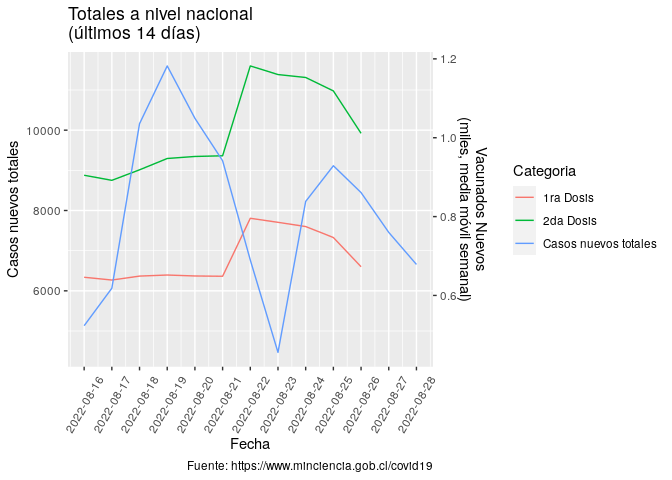 Totales a nivel nacional
(últimos 14 días)
Casos nuevos totales
10000
8000
6000
1.2
1.0
0.8
0.6
Vacunados Nuevos
(miles, media móvil semanal)
2022-08-16
2022-08-17
2022-08-18
2022-08-19
2022-08-20
2022-08-21
2022-08-22
2022-08-23
2022-08-24
2022-08-25
2022-08-26
2022-08-27
2022-08-28
Fecha
Categoria
1ra Dosis
2da Dosis
Casos nuevos totales
Fuente: https://www.minciencia.gob.cl/covid19